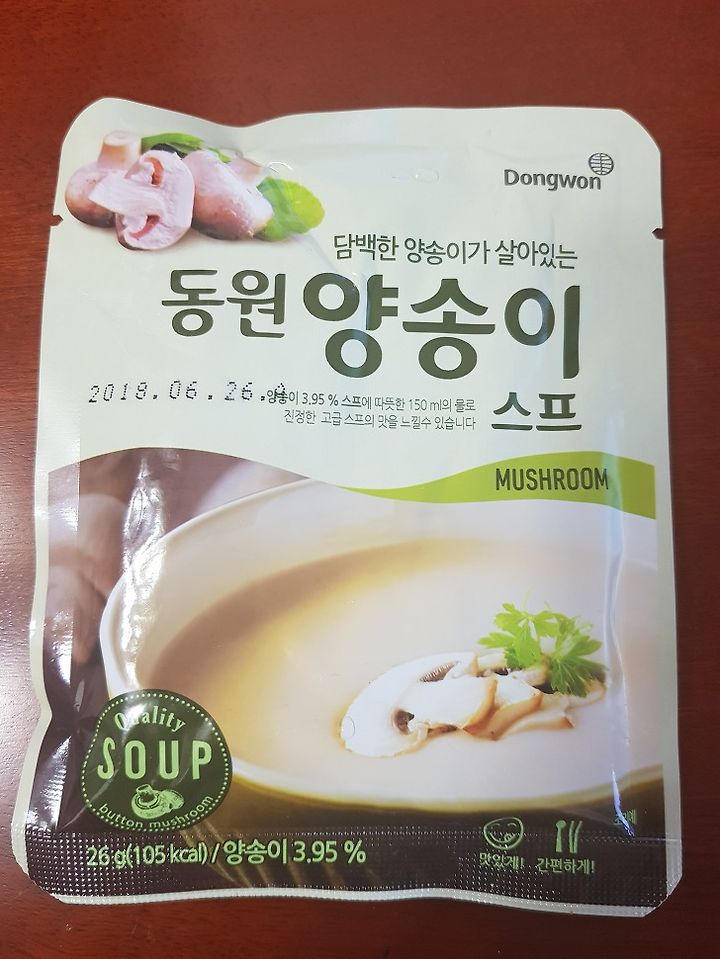 Dongwon
담백한 양송이가 살아있는
동원 양송이
스프
2018.06.26.A
양송이 3.95 % 스프에 따뜻한 150 ml의 물로
진정한 고급 스프의 맛을 느낄수 있습니다
MUSHROOM
Quality
SOUP
button mushroom
26 g(105 kcal) / 양송이 3.95 %
맛있게! 간편하게!